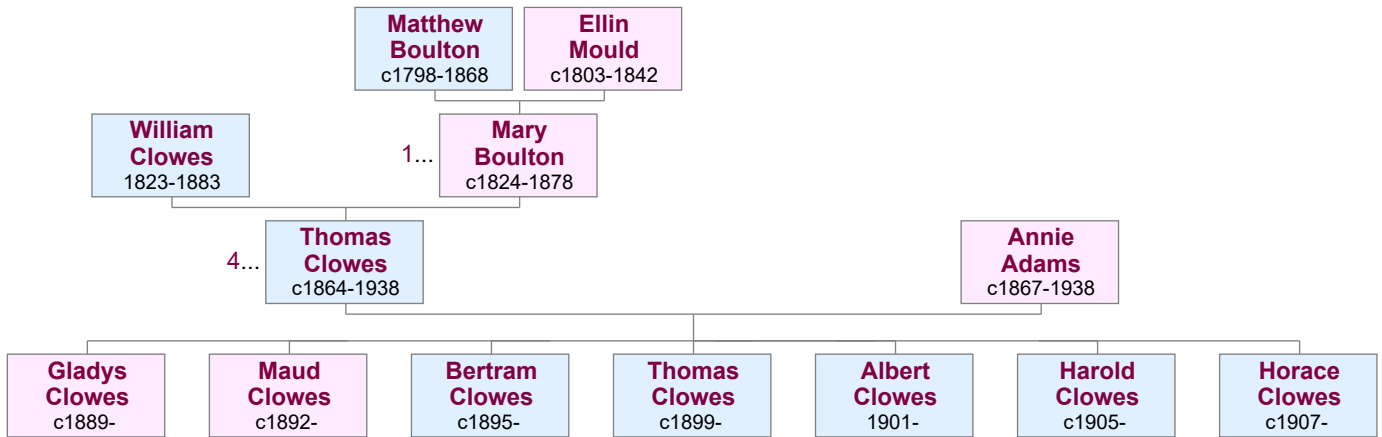 Matthew
Boulton
c1798-1868
Ellin
Mould
c1803-1842
William
Clowes
1823-1883
1...
Mary
Boulton
c1824-1878
4...
Thomas
Clowes
c1864-1938
Annie
Adams
c1867-1938
Gladys
Clowes
c1889-
Maud
Clowes
c1892-
Bertram
Clowes
c1895-
Thomas
Clowes
c1899-
Albert
Clowes
1901-
Harold
Clowes
c1905-
Horace
Clowes
c1907-